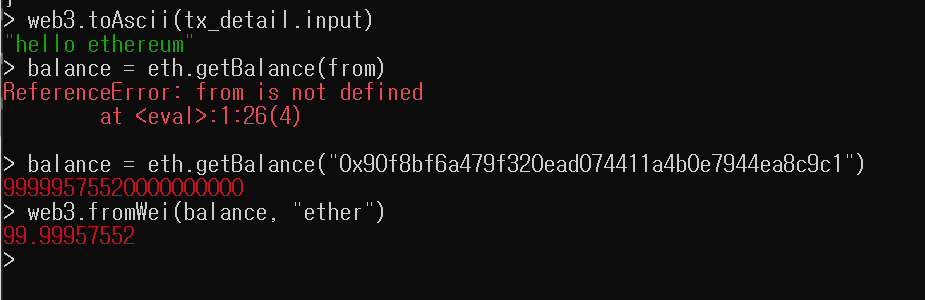 > web3.toAscii(tx_detail.input)
"hello ethereum"
> balance = eth.getBalance(from)
ReferenceError: from is not defined
at <eval>:1:26(4)
> balance = eth.getBalance("0x90f8bf6a479f320ead074411a4b0e7944ea8c9c1")
99999575520000000000
> web3.fromWei(balance, "ether")
99.99957552
>